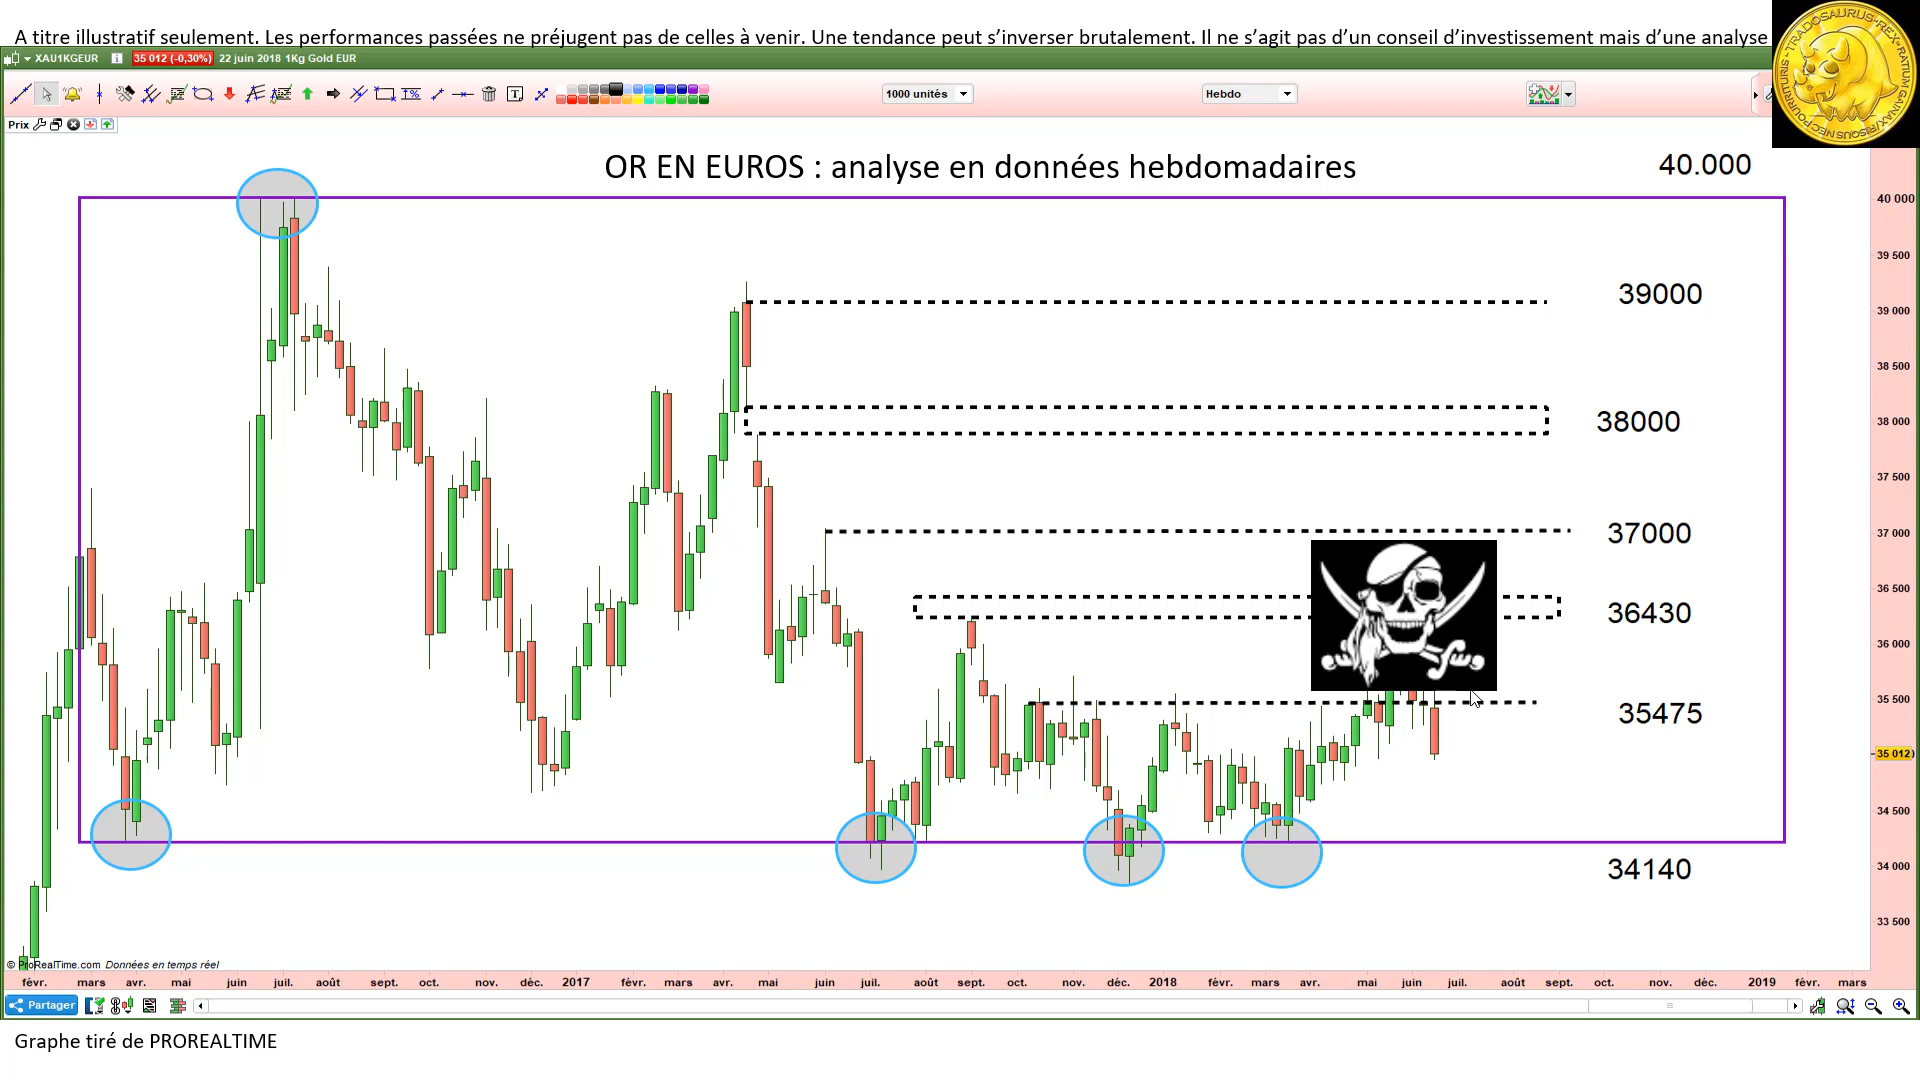 A titre illustratif seulement. Les performances passées ne préjugent pas de celles à venir. Une tendance peut s’inverser brutalement. Il ne s’agit pas d’un conseil d’investissement mais d’une analyse
XAU1KGEUR 35 012 (-0,30%) 22 juin 2018 1Kg Gold EUR
1000 unités
Hebdo
Prix
OR EN EUROS : analyse en données hebdomadaires
40.000
40 000
39 500
39000
39 000
38 500
38000
38 000
37 500
37000
37 000
36 500
36430
36 000
35 500
35475
35 012)
34 500
34140
34 000
33 500
© ProRealTime.com Données en temps réel
févr. mars avr. mai juin juil. août sept. oct. nov. déc. 2017 févr. mars avr. mai juin juil. août sept. oct. nov. déc. 2018 févr. mars avr. mai juin juil. août sept. oct. nov. déc. 2019 févr. mars
Partager
Graphe tiré de PROREALTIME